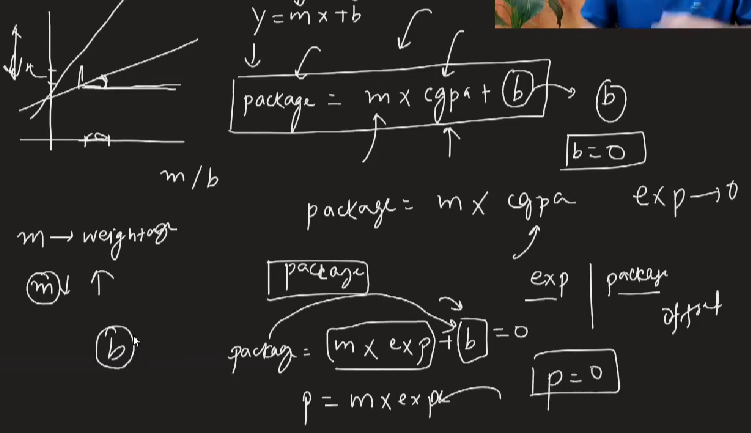 y = mx + b
package = m x cgpa + b → b
b = 0
m / b
package = m x cgpa
exp → 0
m → weightage
m ↓ ↑
package
exp | package
offset
b
package = m x exp + b = 0
p = 0
p = m x exp